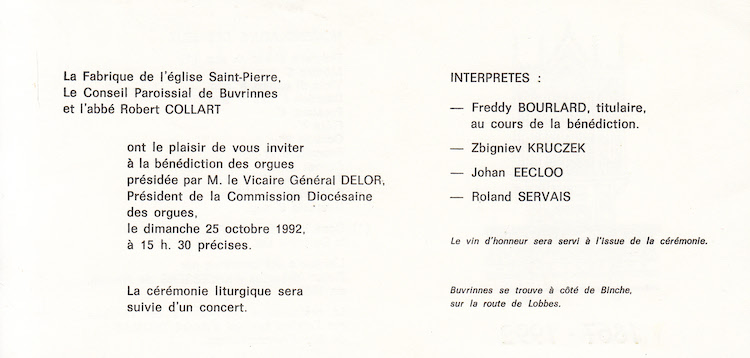 La Fabrique de l'église Saint-Pierre,
Le Conseil Paroissial de Buvrinnes
et l'abbé Robert COLLART
ont le plaisir de vous inviter
à la bénédiction des orgues
présidée par M. le Vicaire Général DELOR,
Président de la Commission Diocésaine
des orgues,
le dimanche 25 octobre 1992,
à 15 h. 30 précises.
La cérémonie liturgique sera
suivie d'un concert.
INTERPRETES :
— Freddy BOURLARD, titulaire,
au cours de la bénédiction.
— Zbigniev KRUCZEK
— Johan EECLOO
— Roland SERVAIS
Le vin d'honneur sera servi à l'issue de la cérémonie.
Buvrinnes se trouve à côté de Binche,
sur la route de Lobbes.